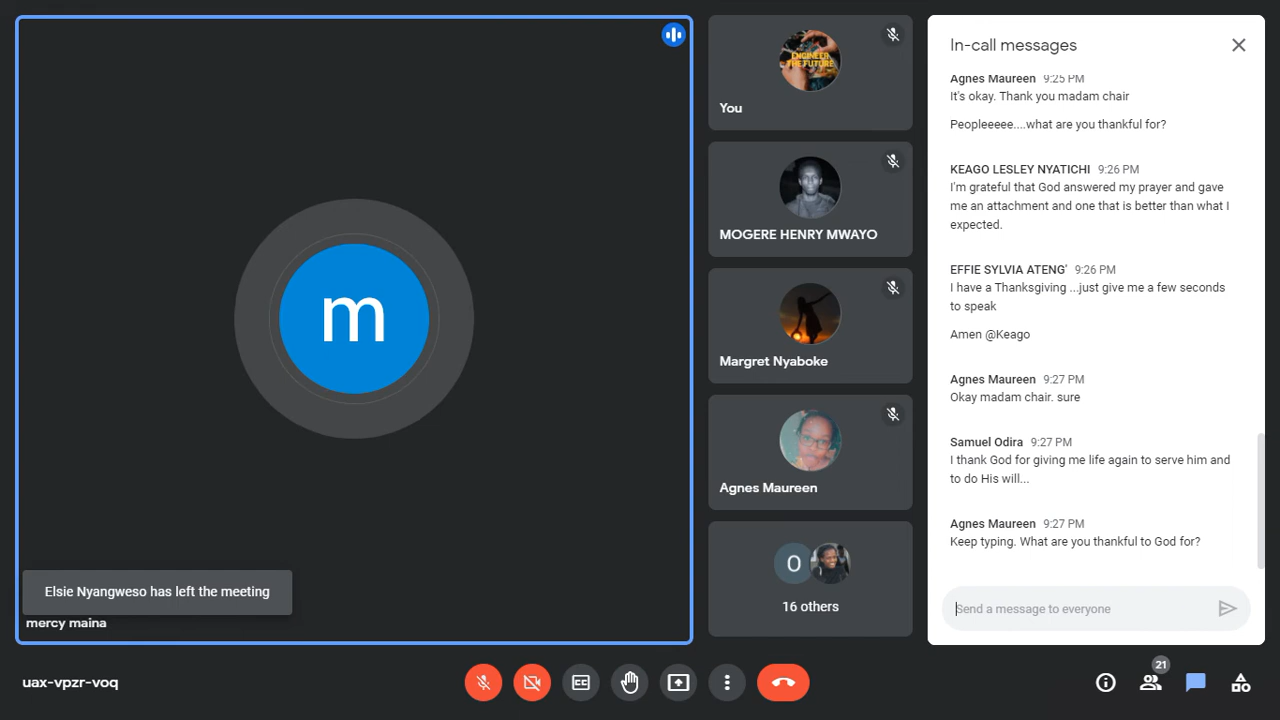 m
Elsie Nyangweso has left the meeting
mercy maina
ENGINEER
THE FUTURE
You
MOGERE HENRY MWAYO
Margret Nyaboke
Agnes Maureen
O
16 others
In-call messages
Agnes Maureen 9:25 PM
It's okay. Thank you madam chair
Peopleeeee....what are you thankful for?
KEAGO LESLEY NYATICHI 9:26 PM
I'm grateful that God answered my prayer and gave
me an attachment and one that is better than what I
expected.
EFFIE SYLVIA ATENG' 9:26 PM
I have a Thanksgiving ...just give me a few seconds
to speak
Amen @Keago
Agnes Maureen 9:27 PM
Okay madam chair. sure
Samuel Odira 9:27 PM
I thank God for giving me life again to serve him and
to do His will...
Agnes Maureen 9:27 PM
Keep typing. What are you thankful to God for?
Send a message to everyone
uax-vpzr-voq
CC
21